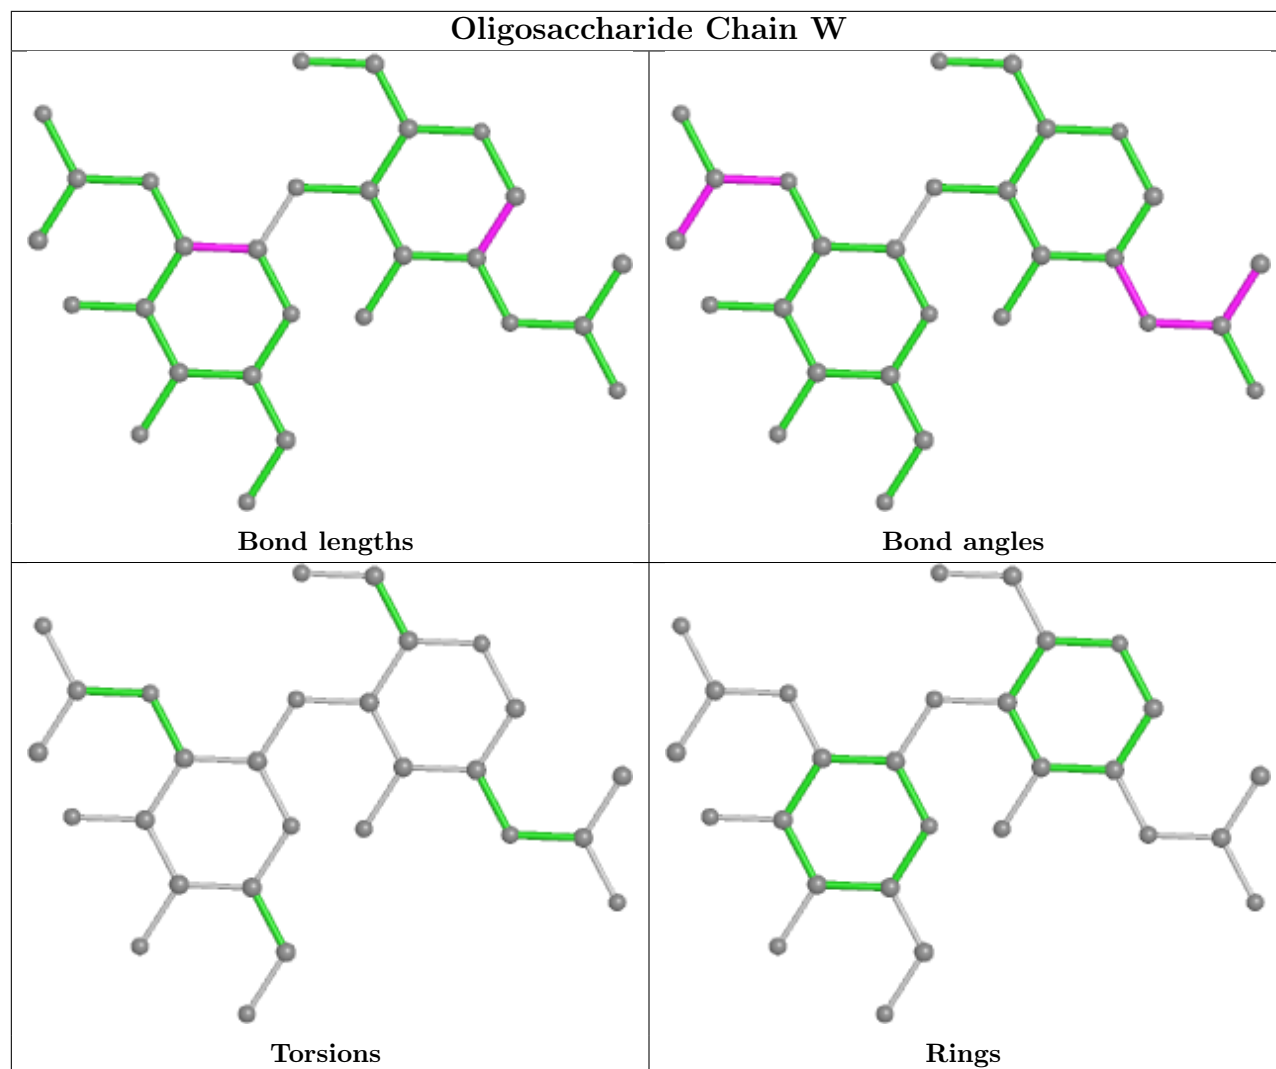 Oligosaccharide Chain W
Bond lengths
Bond angles
Torsions
Rings